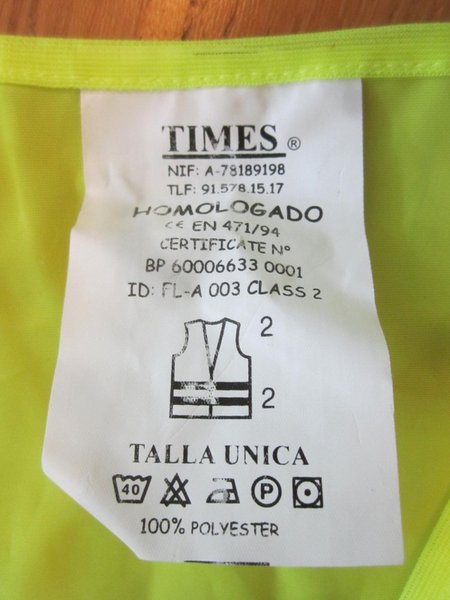 TIMES ®
NIF: A-78189198
TLF: 91.578.15.17
HOMOLOGADO
CE EN 471/94
CERTIFICATE Nº
BP 60006633 0001
ID: FL-A 003 CLASS 2
2
2
TALLA UNICA
40 P
100% POLYESTER